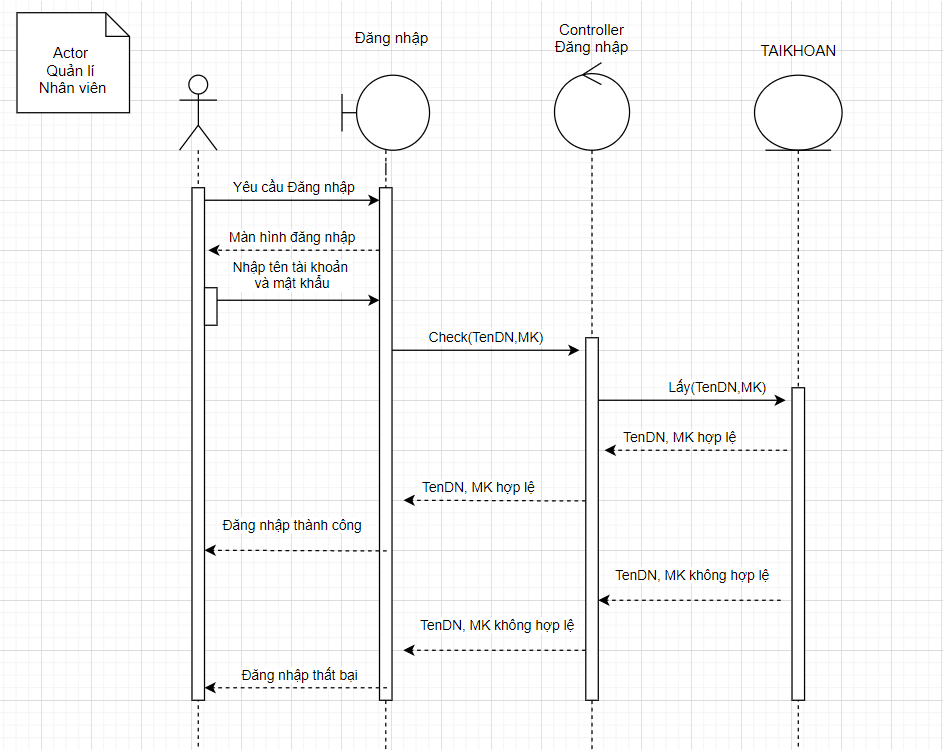 Actor
Quản lí
Nhân viên
Đăng nhập
Controller
Đăng nhập
TAIKHOAN
Yêu cầu Đăng nhập
Màn hình đăng nhập
Nhập tên tài khoản
và mật khẩu
Check(TenDN,MK)
Lấy(TenDN,MK)
TenDN, MK hợp lệ
TenDN, MK hợp lệ
Đăng nhập thành công
TenDN, MK không hợp lệ
TenDN, MK không hợp lệ
Đăng nhập thất bại